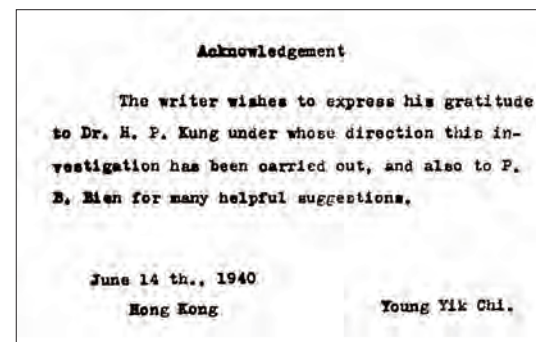 Acknowledgement
The writer wishes to express his gratitude
to Dr. H. P. Kung under whose direction this in-
vestigation has been carried out, and also to P.
B. Bien for many helpful suggestions.
June 14 th., 1940
Hong Kong
Young Yik Chi.